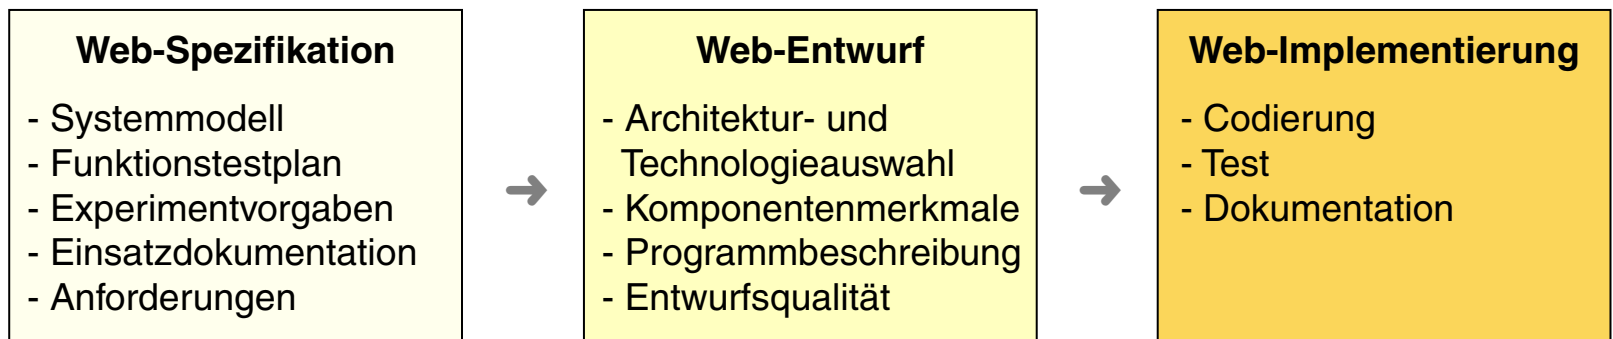 Web-Spezifikation
- Systemmodell
- Funktionstestplan
- Experimentvorgaben
- Einsatzdokumentation
- Anforderungen
Web-Entwurf
- Architektur- und
Technologieauswahl
- Komponentenmerkmale
- Programmbeschreibung
- Entwurfsqualität
Web-Implementierung
- Codierung
- Test
- Dokumentation